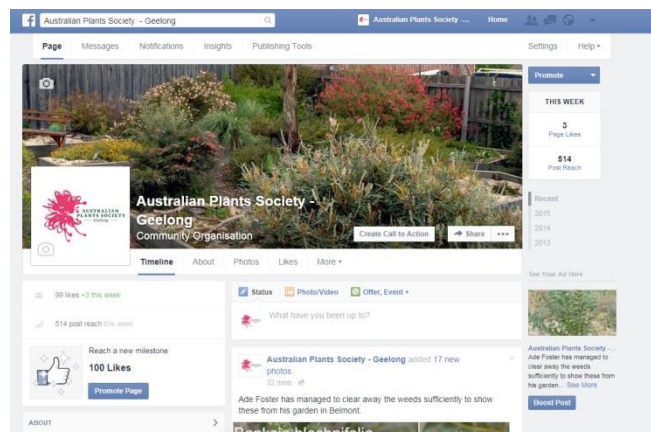 Australian Plants Society - Geelong
Australian Plants Society ....
Home
Page
Messages
Notifications
Insights
Publishing Tools
Settings
Help
Promote
THIS WEEK
3
Page Likes
514
Post Reach
Recent
2015
2014
2013
See Your Ad Here
AUSTRALIAN
PLANTS SOCIETY
Geelong
Australian Plants Society -
Geelong
Community Organisation
Create Call to Action
Share
Timeline
About
Photos
Likes
More
99 likes +3 this week
514 post reach this week
Reach a new milestone
100 Likes
Promote Page
ABOUT
Status
Photo/Video
Offer, Event +
What have you been up to?
Australian Plants Society - Geelong added 17 new
photos
22 mins
Ade Foster has managed to clear away the weeds sufficiently to show
these from his garden in Belmont.
Banksia blechnifolia
Australian Plants Society -...
Ade Foster has managed to
clear away the weeds
sufficiently to show these from
his garden... See More
Boost Post